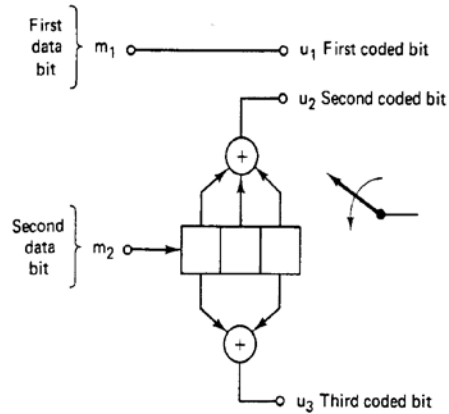 First
data
bit
m₁
u₁ First coded bit
u₂ Second coded bit
+
Second
data
bit
m₂
+
u₃ Third coded bit